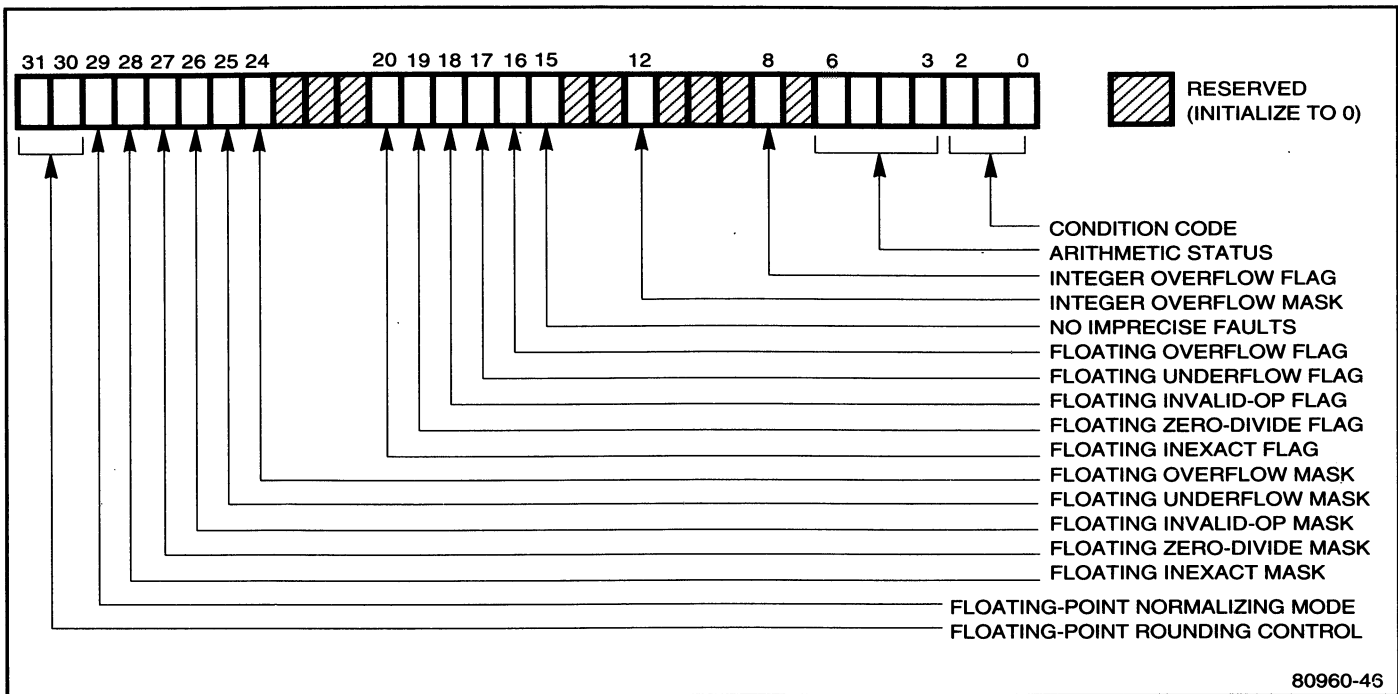 31 30 29 28 27 26 25 24 20 19 18 17 16 15 12 8 6 3 2 0
RESERVED
(INITIALIZE TO 0)
CONDITION CODE
ARITHMETIC STATUS
INTEGER OVERFLOW FLAG
INTEGER OVERFLOW MASK
NO IMPRECISE FAULTS
FLOATING OVERFLOW FLAG
FLOATING UNDERFLOW FLAG
FLOATING INVALID-OP FLAG
FLOATING ZERO-DIVIDE FLAG
FLOATING INEXACT FLAG
FLOATING OVERFLOW MASK
FLOATING UNDERFLOW MASK
FLOATING INVALID-OP MASK
FLOATING ZERO-DIVIDE MASK
FLOATING INEXACT MASK
FLOATING-POINT NORMALIZING MODE
FLOATING-POINT ROUNDING CONTROL
80960-46